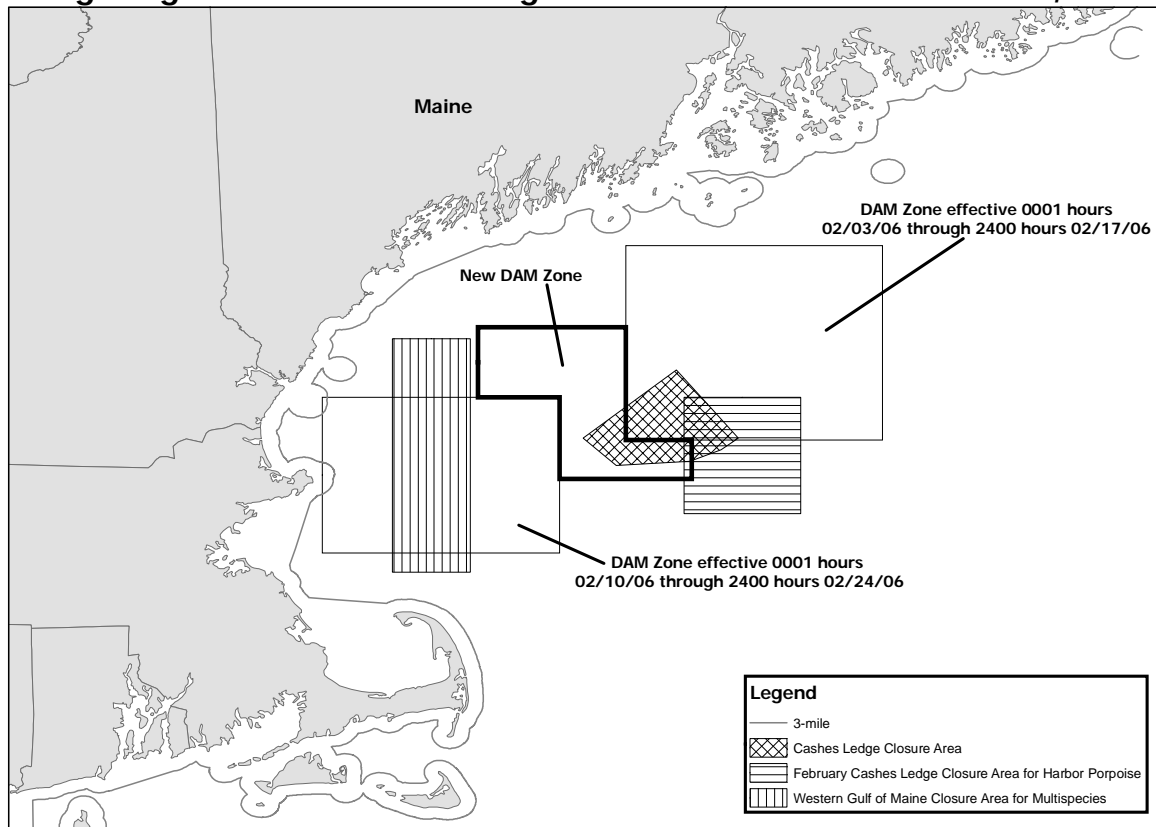 Maine
DAM Zone effective 0001 hours
02/03/06 through 2400 hours 02/17/06
New DAM Zone
DAM Zone effective 0001 hours
02/10/06 through 2400 hours 02/24/06
Legend
3-mile
Cashes Ledge Closure Area
February Cashes Ledge Closure Area for Harbor Porpoise
Western Gulf of Maine Closure Area for Multispecies